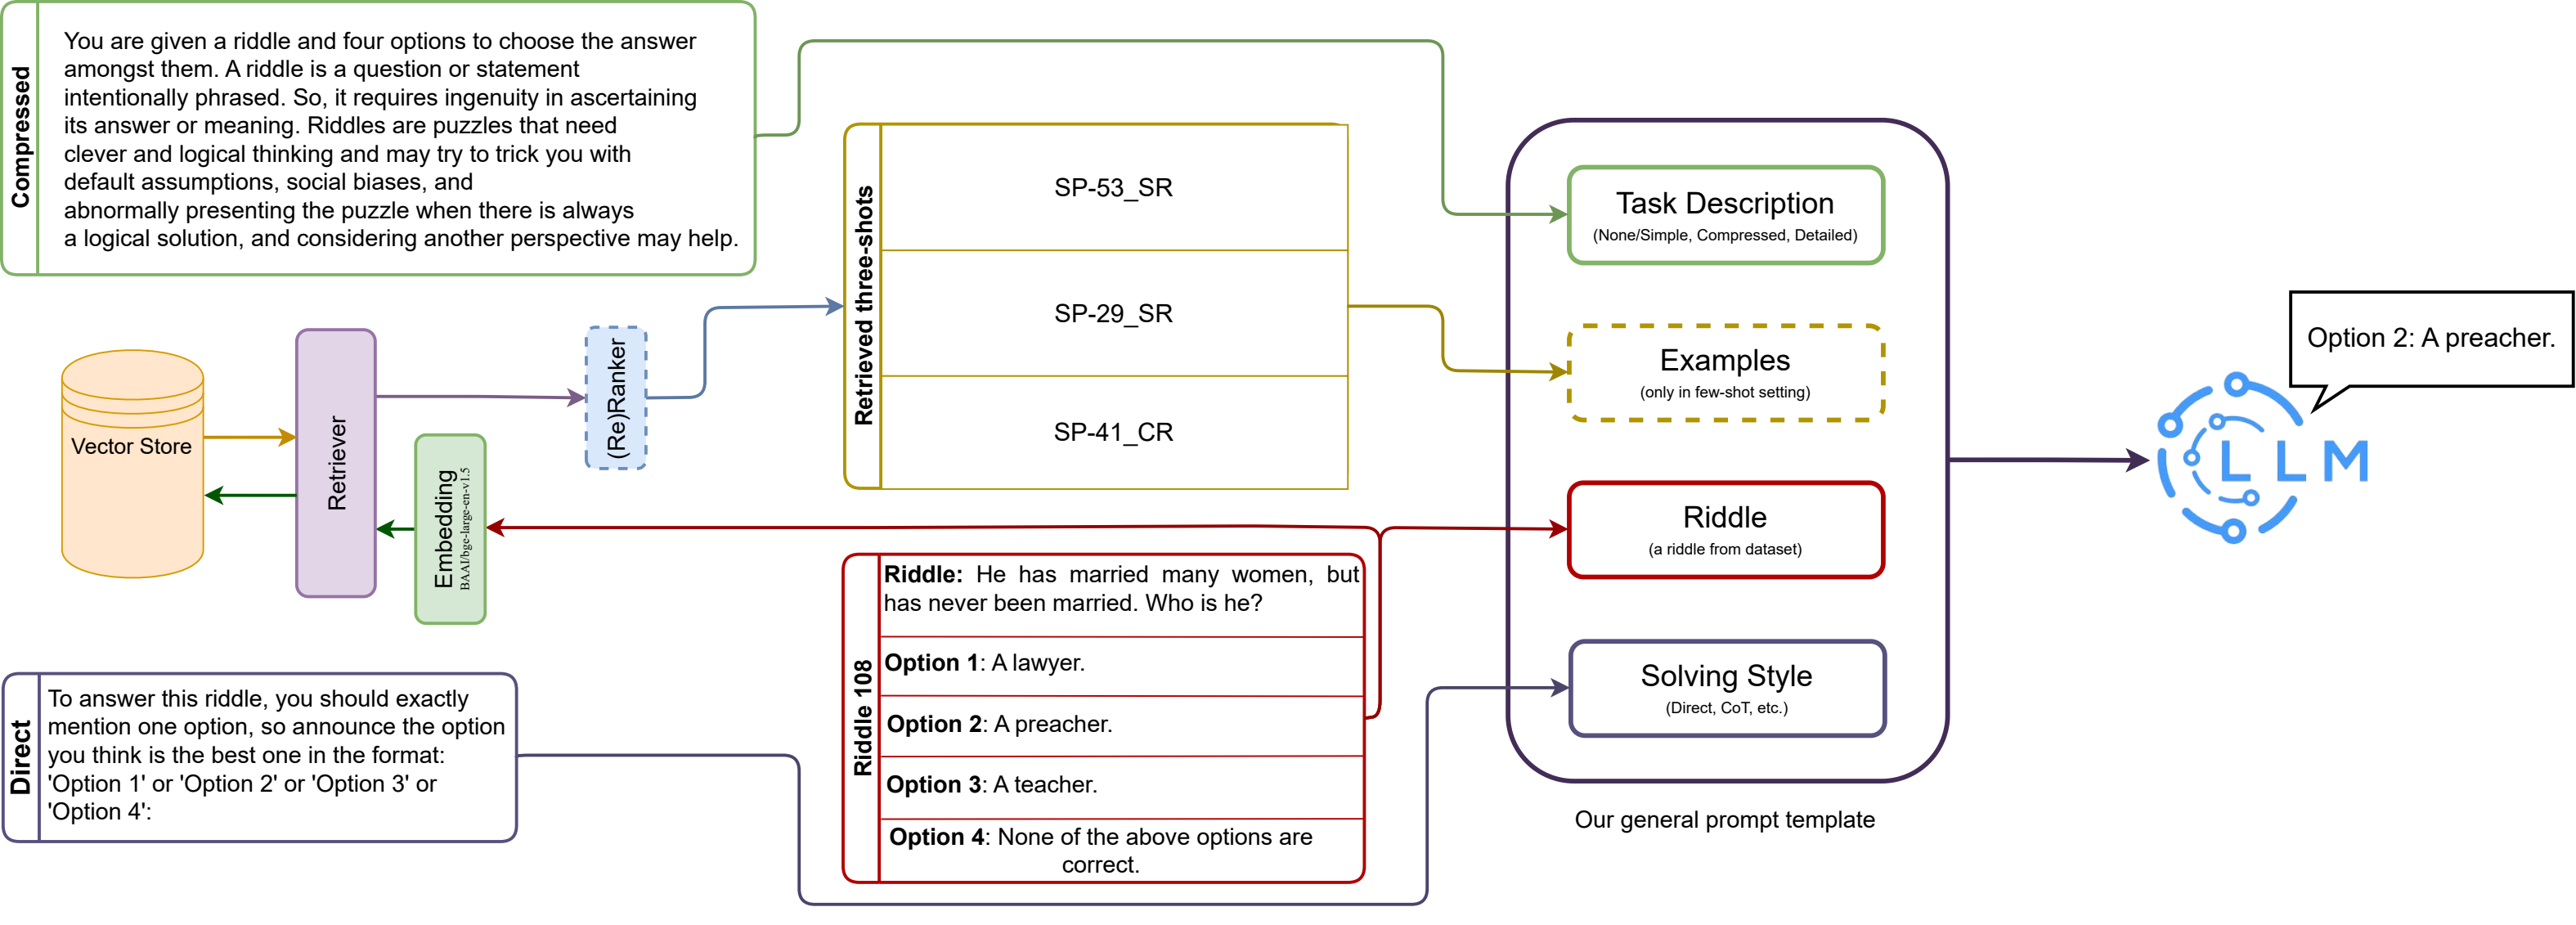 Compressed
You are given a riddle and four options to choose the answer
amongst them. A riddle is a question or statement
intentionally phrased. So, it requires ingenuity in ascertaining
its answer or meaning. Riddles are puzzles that need
clever and logical thinking and may try to trick you with
default assumptions, social biases, and
abnormally presenting the puzzle when there is always
a logical solution, and considering another perspective may help.
Vector Store
Retriever
Embedding
BAAI/bge-large-en-v1.5
(Re)Ranker
Retrieved three-shots
SP-53_SR
SP-29_SR
SP-41_CR
Riddle 108
Riddle: He has married many women, but
has never been married. Who is he?
Option 1: A lawyer.
Option 2: A preacher.
Option 3: A teacher.
Option 4: None of the above options are
correct.
Direct
To answer this riddle, you should exactly
mention one option, so announce the option
you think is the best one in the format:
'Option 1' or 'Option 2' or 'Option 3' or
'Option 4':
Task Description
(None/Simple, Compressed, Detailed)
Examples
(only in few-shot setting)
Riddle
(a riddle from dataset)
Solving Style
(Direct, CoT, etc.)
Our general prompt template
Option 2: A preacher.
LLM